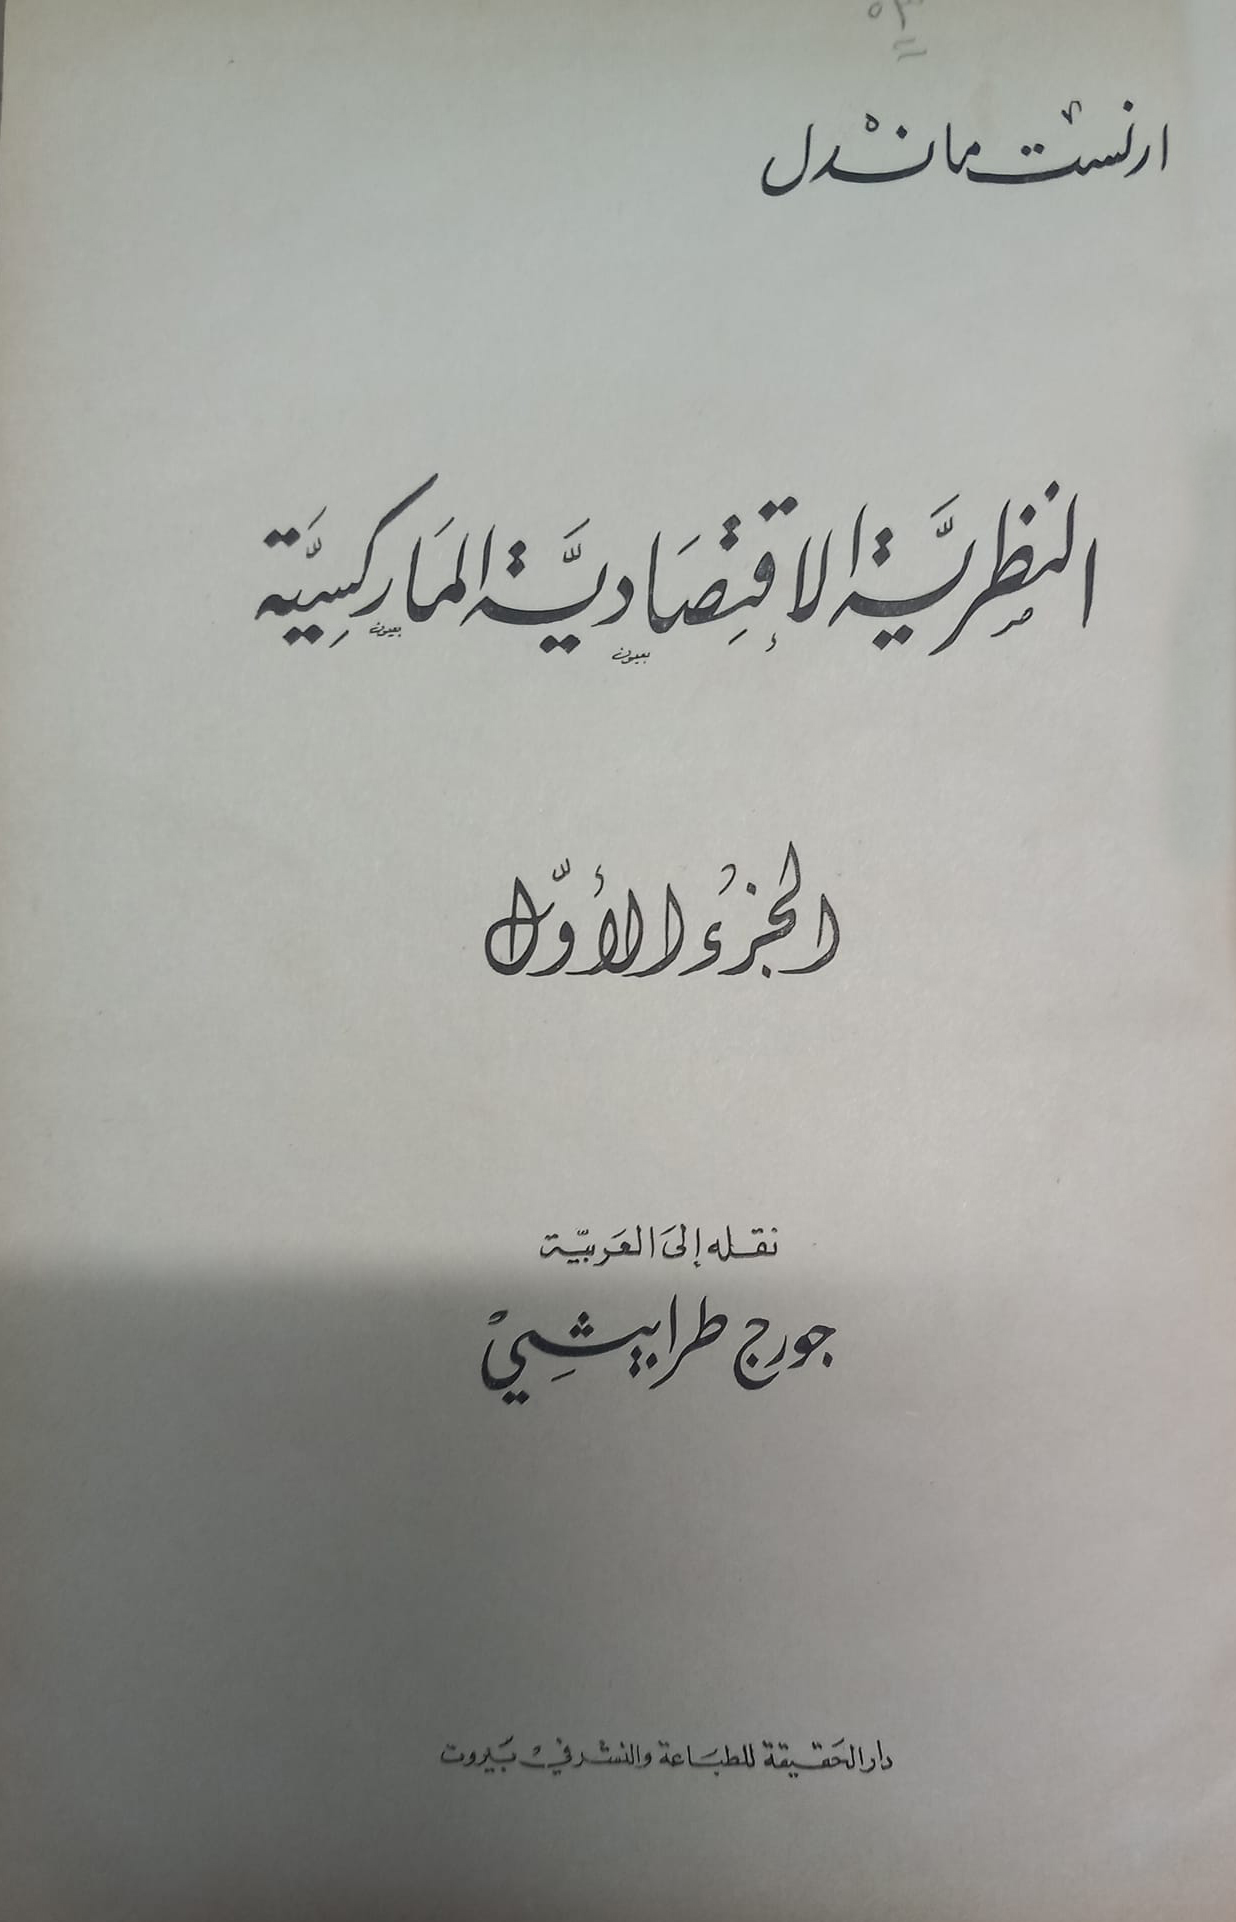 ارنست ماندل
النظرية الاقتصادية الماركسية
الجزء الأول
نقله إلى العربية
جورج طرابيشي
دار الحقيقة للطباعة والنشر في بيروت